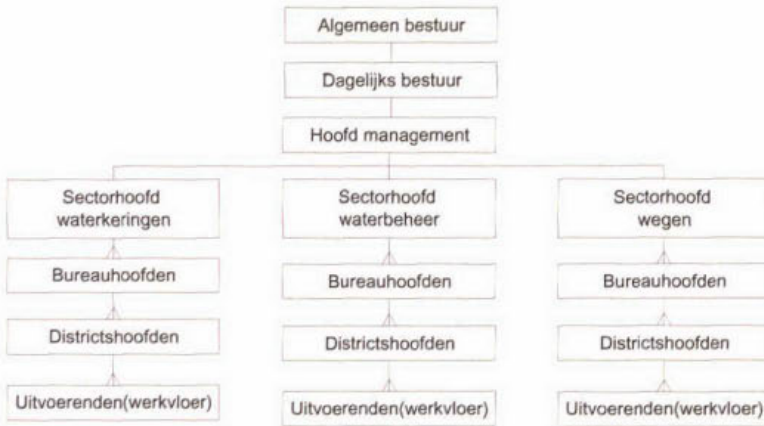 Algemeen bestuur
Dagelijks bestuur
Hoofd management
Sectorhoofd
waterkeringen
Sectorhoofd
waterbeheer
Sectorhoofd
wegen
Bureauhoofden
Bureauhoofden
Bureauhoofden
Districtshoofden
Districtshoofden
Districtshoofden
Uitvoerenden(werkvloer)
Uitvoerenden(werkvloer)
Uitvoerenden(werkvloer)